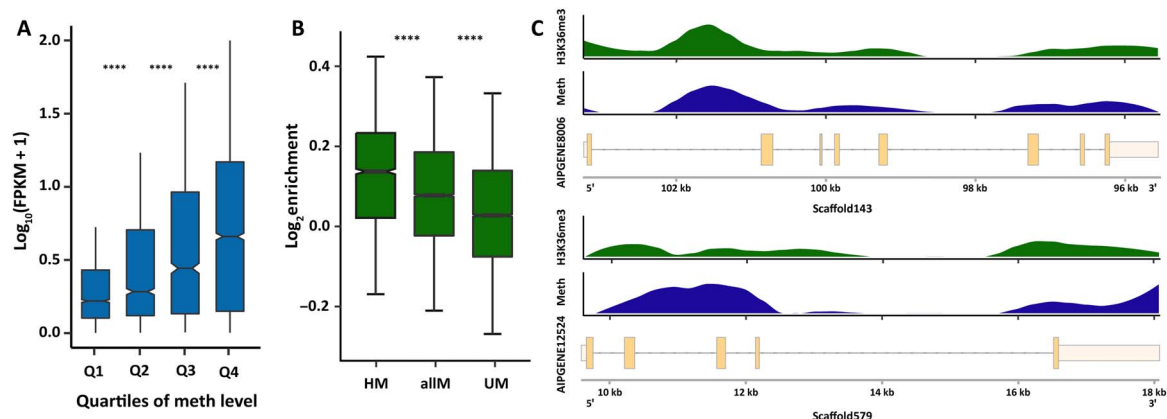 A
2.0
1.5
1.0
0.5
0.0
Log₁₀(FPKM + 1)
**** **** ****
Q1 Q2 Q3 Q4
Quartiles of meth level
B
0.4
0.2
0.0
–0.2
Log₂enrichment
**** ****
HM allM UM
C
H3K36me3
Meth
AIPGENE8006
5' 102 kb 100 kb 98 kb 96 kb 3'
Scaffold143
H3K36me3
Meth
AIPGENE12524
10 kb 12 kb 14 kb 16 kb 18 kb
5' 3'
Scaffold579